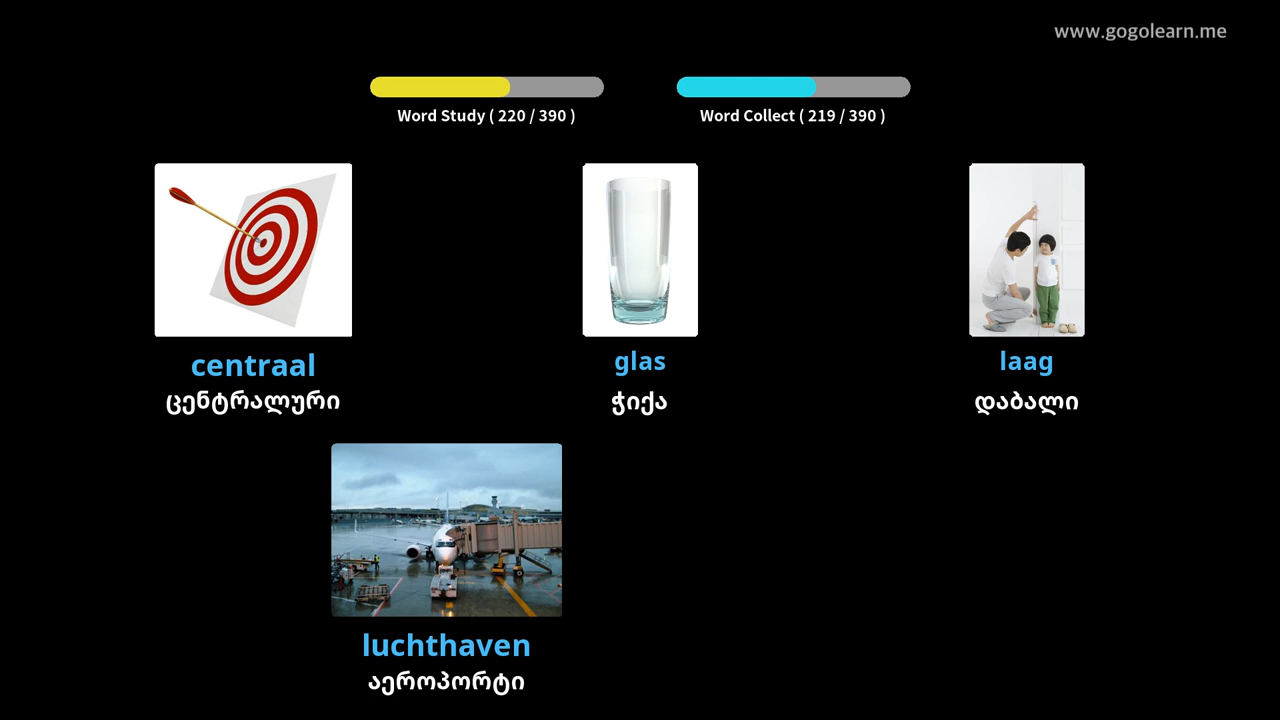 www.gogolearn.me
Word Study ( 220 / 390 )
Word Collect ( 219 / 390 )
centraal
glas
laag
ცენტრალური
ჭიქა
დაბალი
luchthaven
აეროპორტი